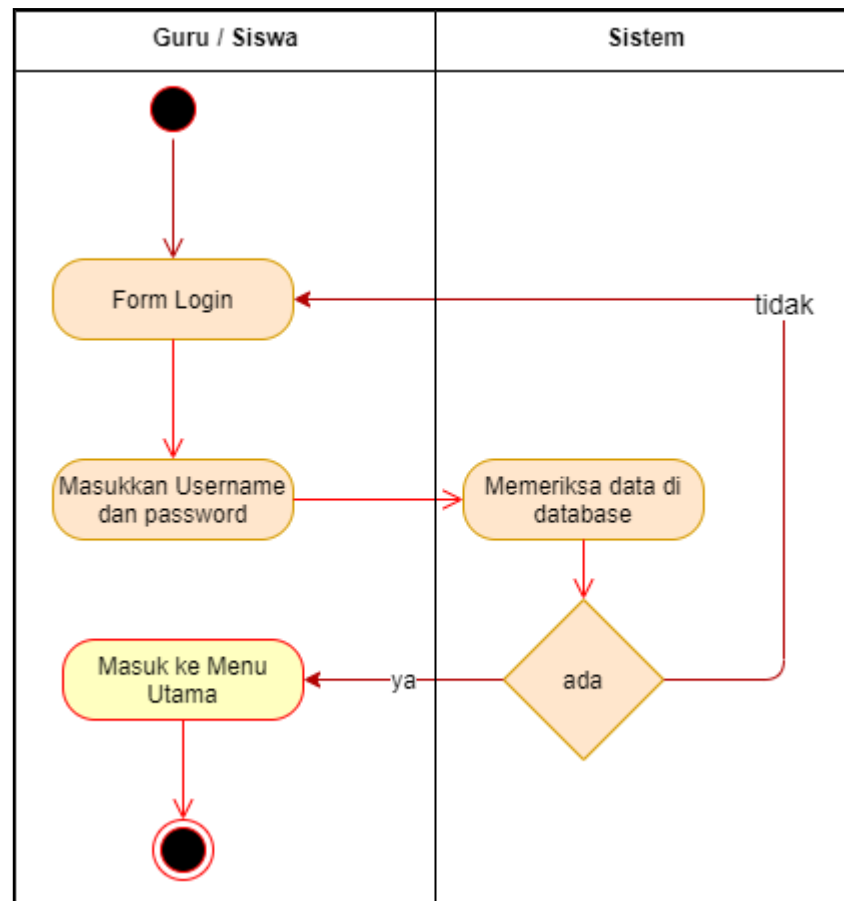 Guru / Siswa
Sistem
Form Login
tidak
Masukkan Username
dan password
Memeriksa data di
database
Masuk ke Menu
Utama
ya
ada